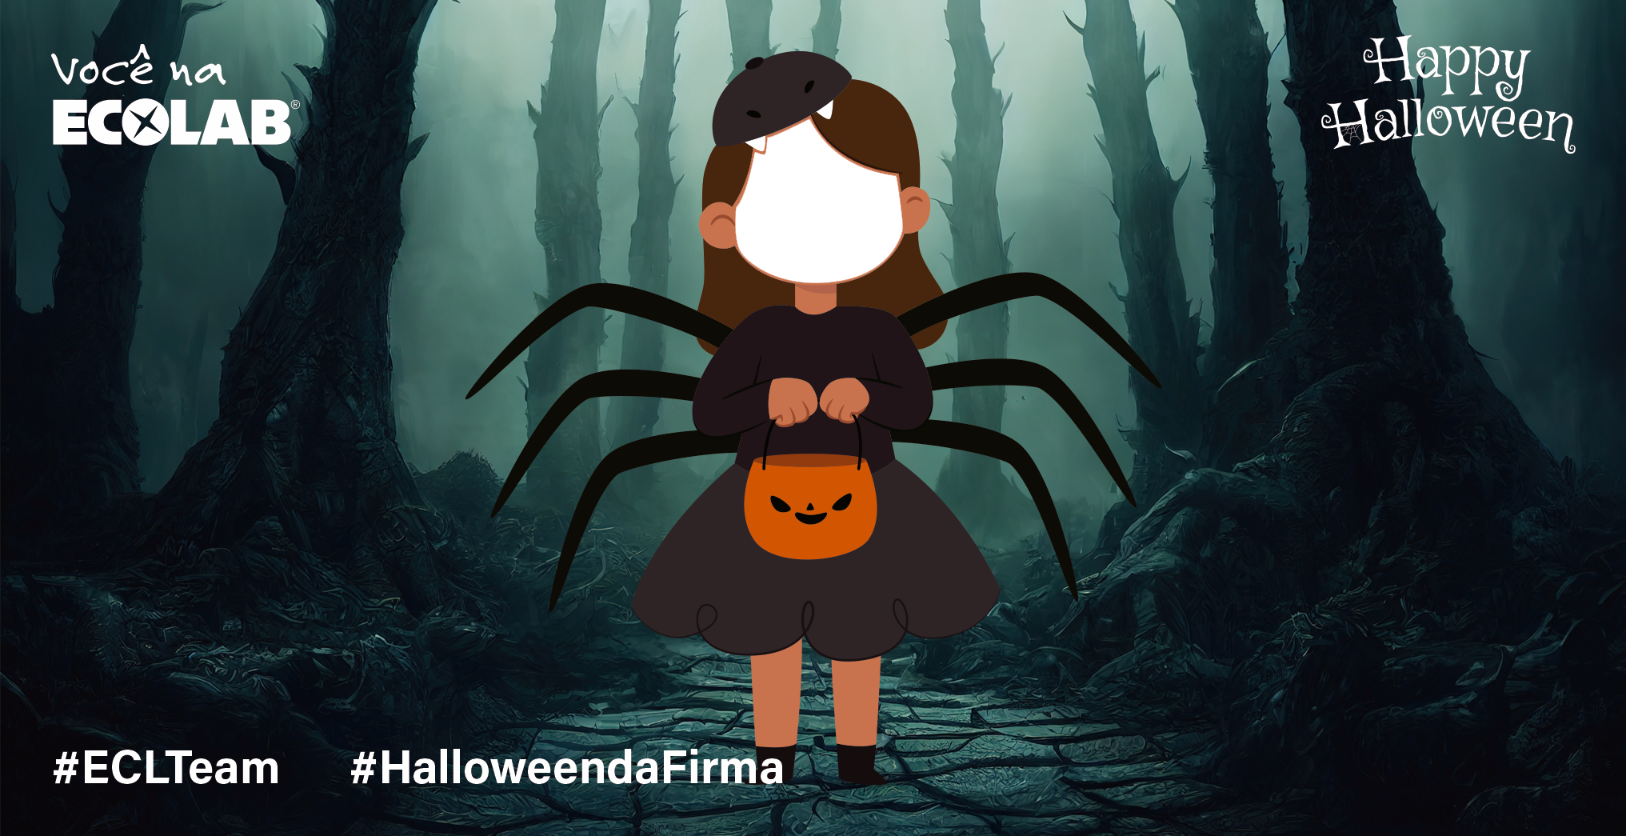 Você na
ECOLAB®
Happy
Halloween
#ECLTeam #HalloweendaFirma